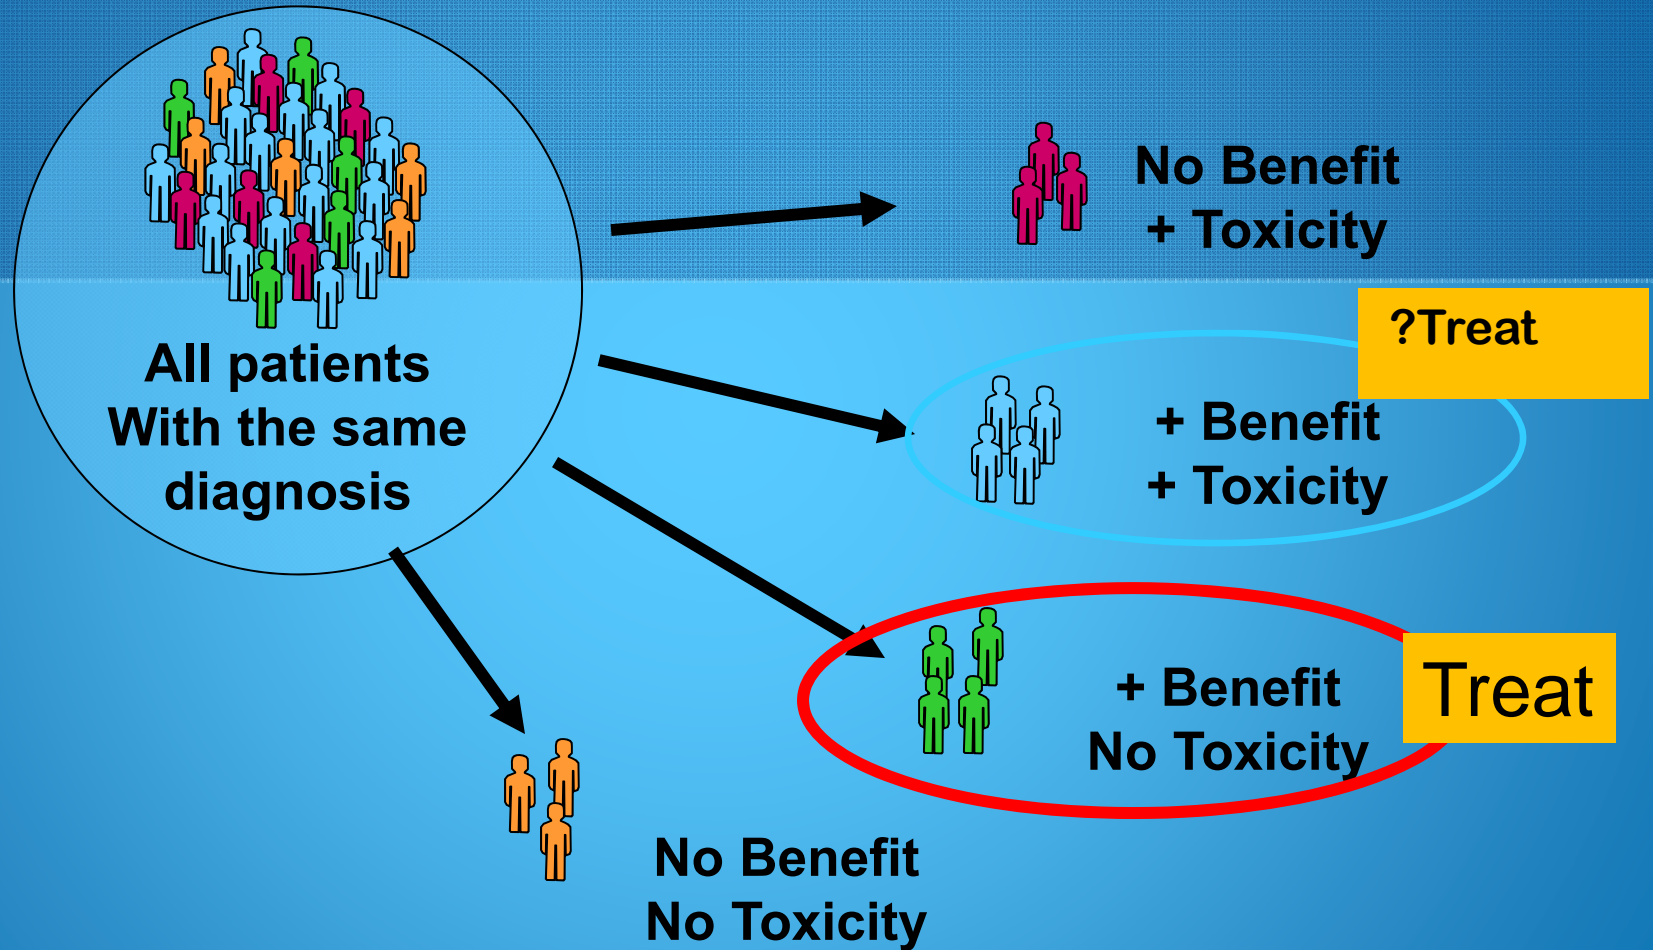 All patients
With the same
diagnosis
No Benefit
+ Toxicity
?Treat
+ Benefit
+ Toxicity
+ Benefit
No Toxicity
Treat
No Benefit
No Toxicity